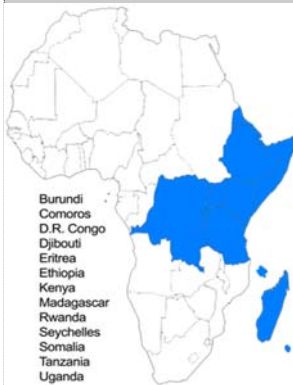 Burundi
Comoros
D.R. Congo
Djibouti
Eritrea
Ethiopia
Kenya
Madagascar
Rwanda
Seychelles
Somalia
Tanzania
Uganda